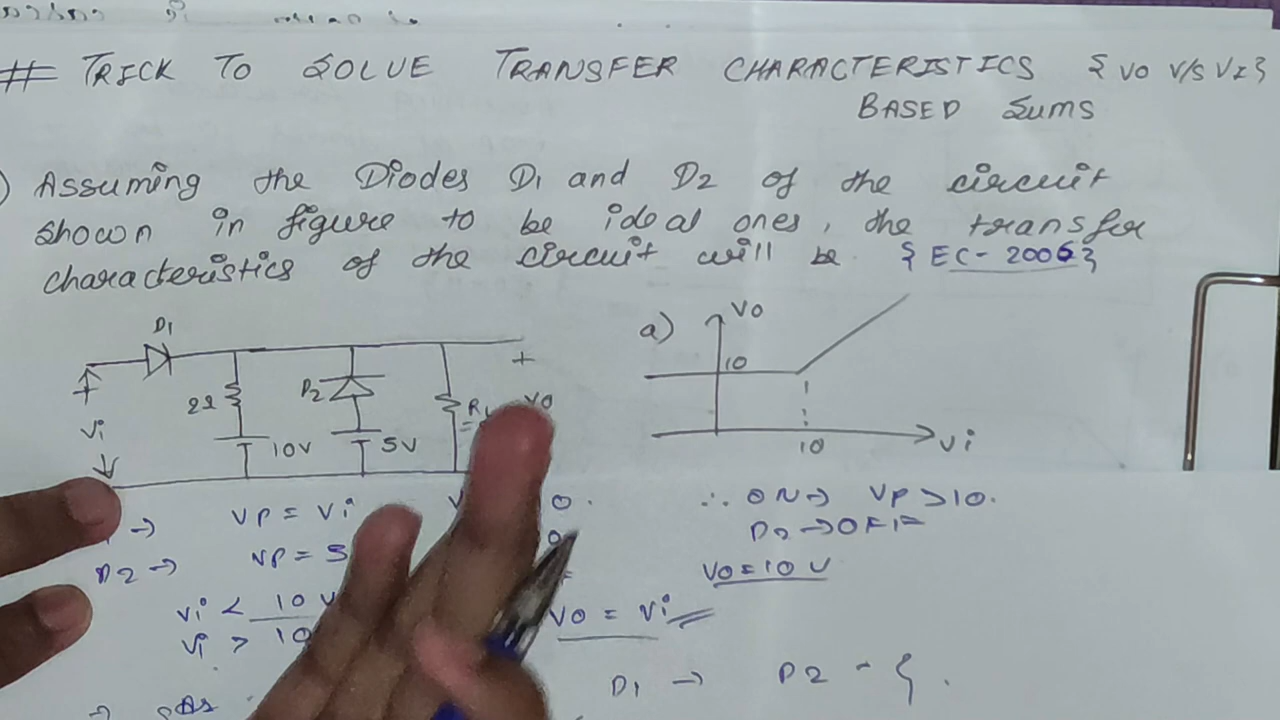 # TRICK TO SOLVE TRANSFER CHARACTERISTICS { VO V/S VI }
BASED SUMS
) Assuming the Diodes D1 and D2 of the circuit
shown in figure to be ideal ones, the transfer
characteristics of the circuit will be. { EC - 2006 }
D1
+
Vi
2Ω
10V
D2
5V
+
VO
a)
VO
10
10
Vi
→ VP = Vi
∴ ON → VP > 10.
D2 → VP = 5
D2 → OFF
VO = 10 V
Vi < 10 V
VO = Vi
Vi > 10
D1 → D2 - {